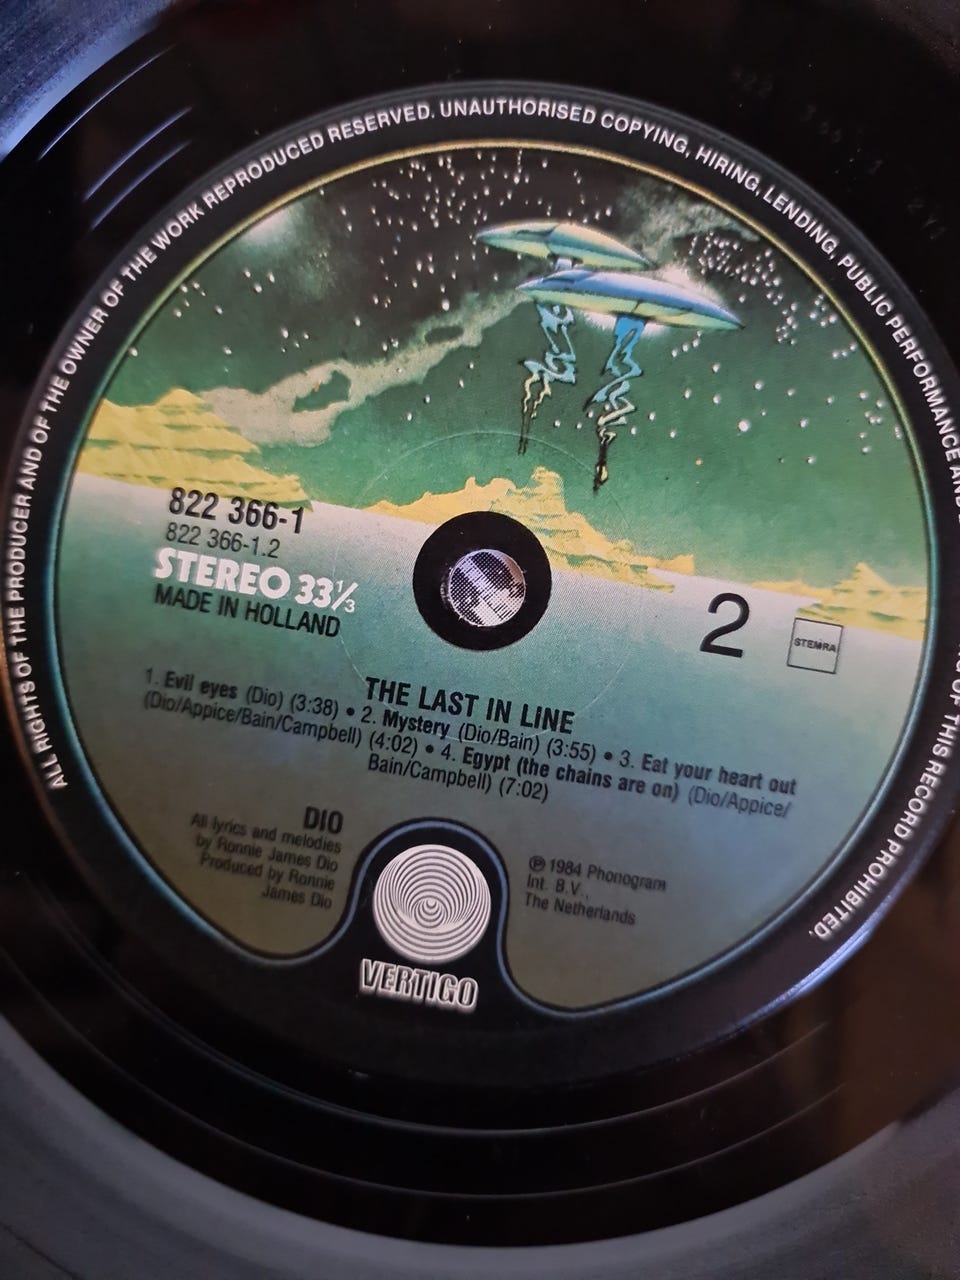 ALL RIGHTS OF THE PRODUCER AND OF THE OWNER OF THE WORK REPRODUCED RESERVED. UNAUTHORISED COPYING, HIRING, LENDING, PUBLIC PERFORMANCE AND OF THIS RECORD PROHIBITED.
822 366-1
822 366-1.2
STEREO 33⅓
MADE IN HOLLAND
2
STEMRA
THE LAST IN LINE
1. Evil eyes (Dio) (3:38) • 2. Mystery (Dio/Bain) (3:55) • 3. Eat your heart out
(Dio/Appice/Bain/Campbell) (4:02) • 4. Egypt (the chains are on) (Dio/Appice/
Bain/Campbell) (7:02)
DIO
All lyrics and melodies
by Ronnie James Dio
Produced by Ronnie
James Dio
℗ 1984 Phonogram
Int. B.V.,
The Netherlands
VERTIGO